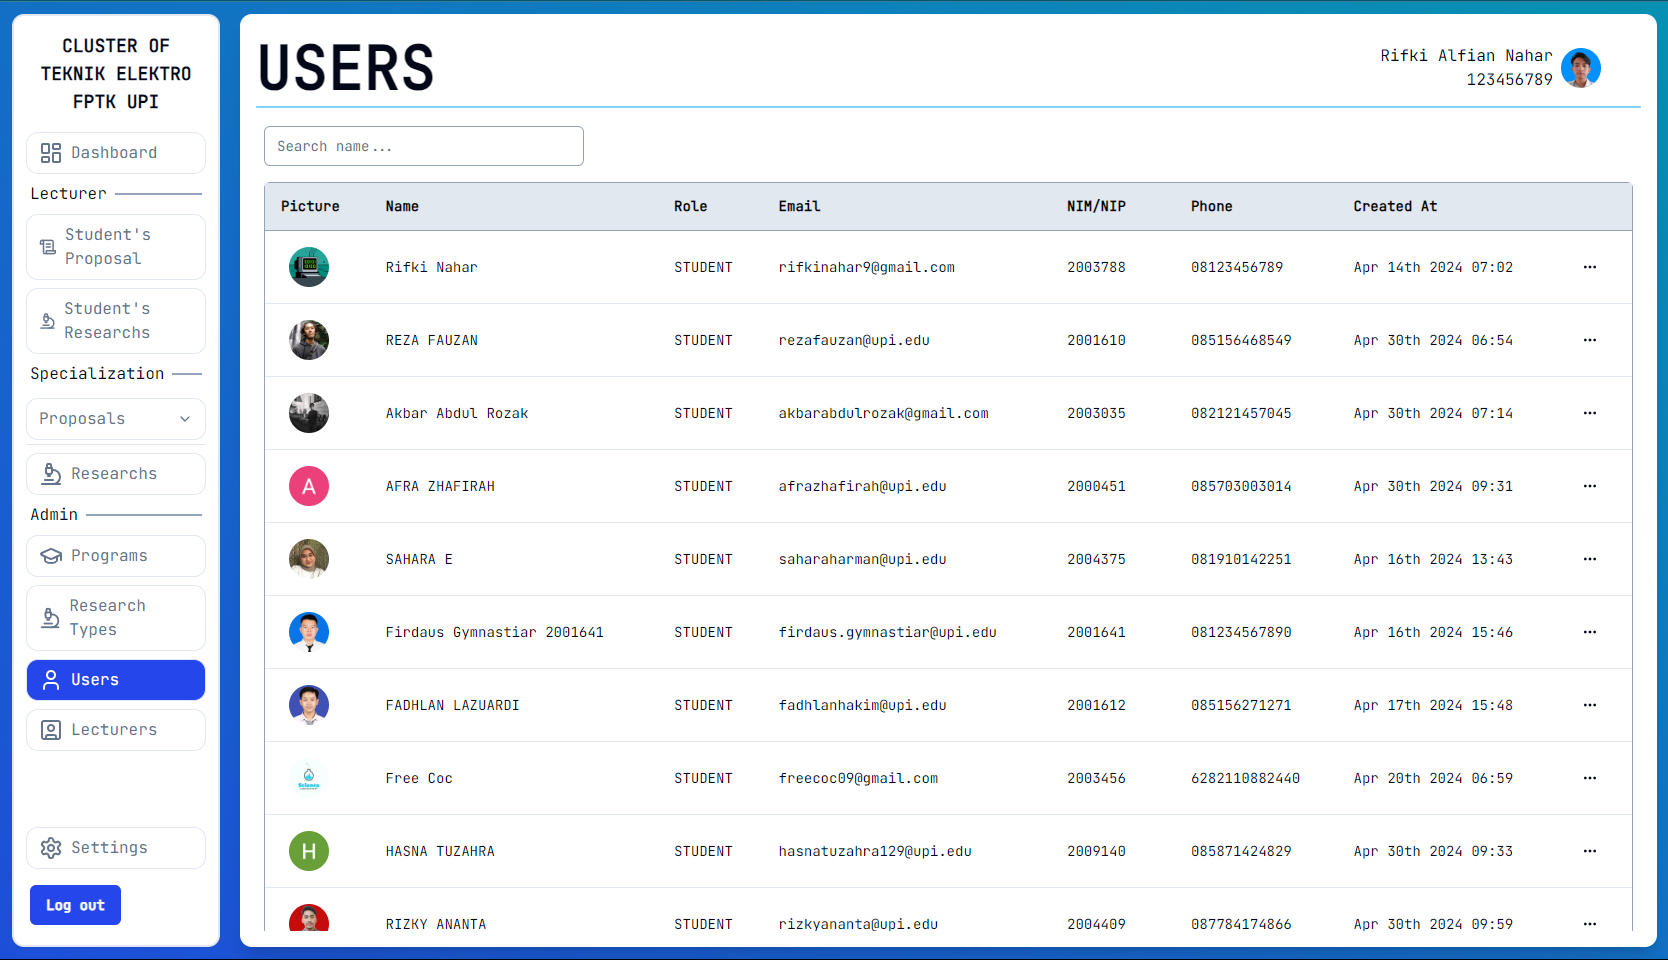 CLUSTER OF
TEKNIK ELEKTRO
FPTK UPI
Dashboard
Lecturer
Student's
Proposal
Student's
Researchs
Specialization
Proposals
Researchs
Admin
Programs
Research
Types
Users
Lecturers
Settings
Log out
USERS
Rifki Alfian Nahar
123456789
Search name...
Picture Name Role Email NIM/NIP Phone Created At
Rifki Nahar STUDENT rifkinahar9@gmail.com 2003788 08123456789 Apr 14th 2024 07:02 ...
REZA FAUZAN STUDENT rezafauzan@upi.edu 2001610 085156468549 Apr 30th 2024 06:54 ...
Akbar Abdul Rozak STUDENT akbarabdulrozak@gmail.com 2003035 082121457045 Apr 30th 2024 07:14 ...
A AFRA ZHAFIRAH STUDENT afrazhafirah@upi.edu 2000451 085703003014 Apr 30th 2024 09:31 ...
SAHARA E STUDENT saharaharman@upi.edu 2004375 081910142251 Apr 16th 2024 13:43 ...
Firdaus Gymnastiar 2001641 STUDENT firdaus.gymnastiar@upi.edu 2001641 081234567890 Apr 16th 2024 15:46 ...
FADHLAN LAZUARDI STUDENT fadhlanhakim@upi.edu 2001612 085156271271 Apr 17th 2024 15:48 ...
Science Free Coc STUDENT freecoc09@gmail.com 2003456 6282110882440 Apr 20th 2024 06:59 ...
H HASNA TUZAHRA STUDENT hasnatuzahra129@upi.edu 2009140 085871424829 Apr 30th 2024 09:33 ...
RIZKY ANANTA STUDENT rizkyananta@upi.edu 2004409 087784174866 Apr 30th 2024 09:59 ...